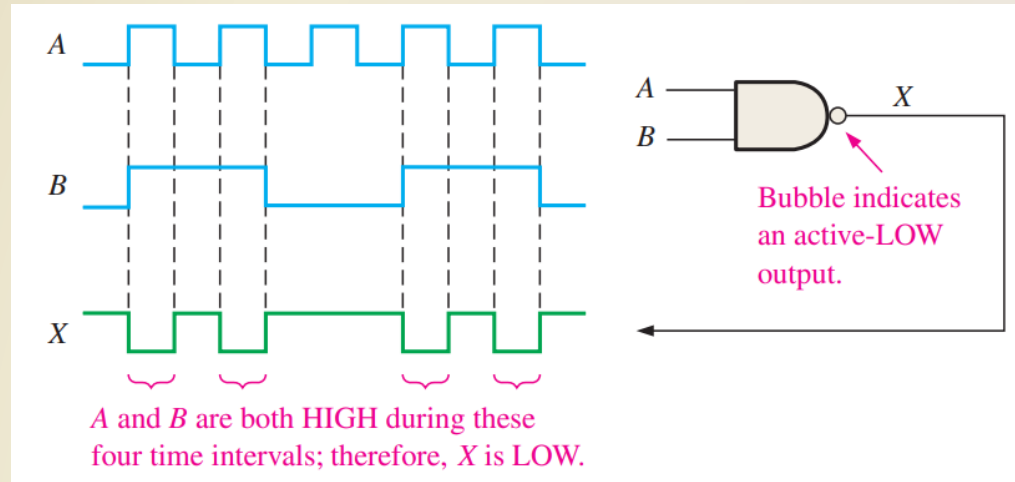 A
B
X
A
B
X
Bubble indicates
an active-LOW
output.
A and B are both HIGH during these
four time intervals; therefore, X is LOW.